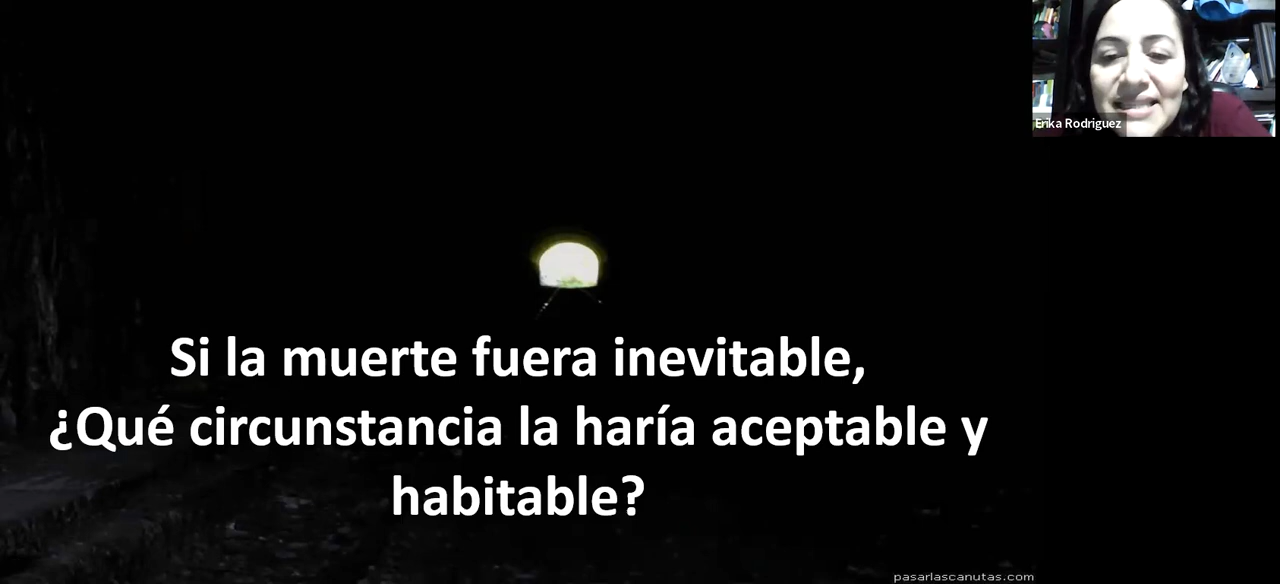 Erika Rodriguez
Si la muerte fuera inevitable,
¿Qué circunstancia la haría aceptable y
habitable?
pasarlascanutas.com